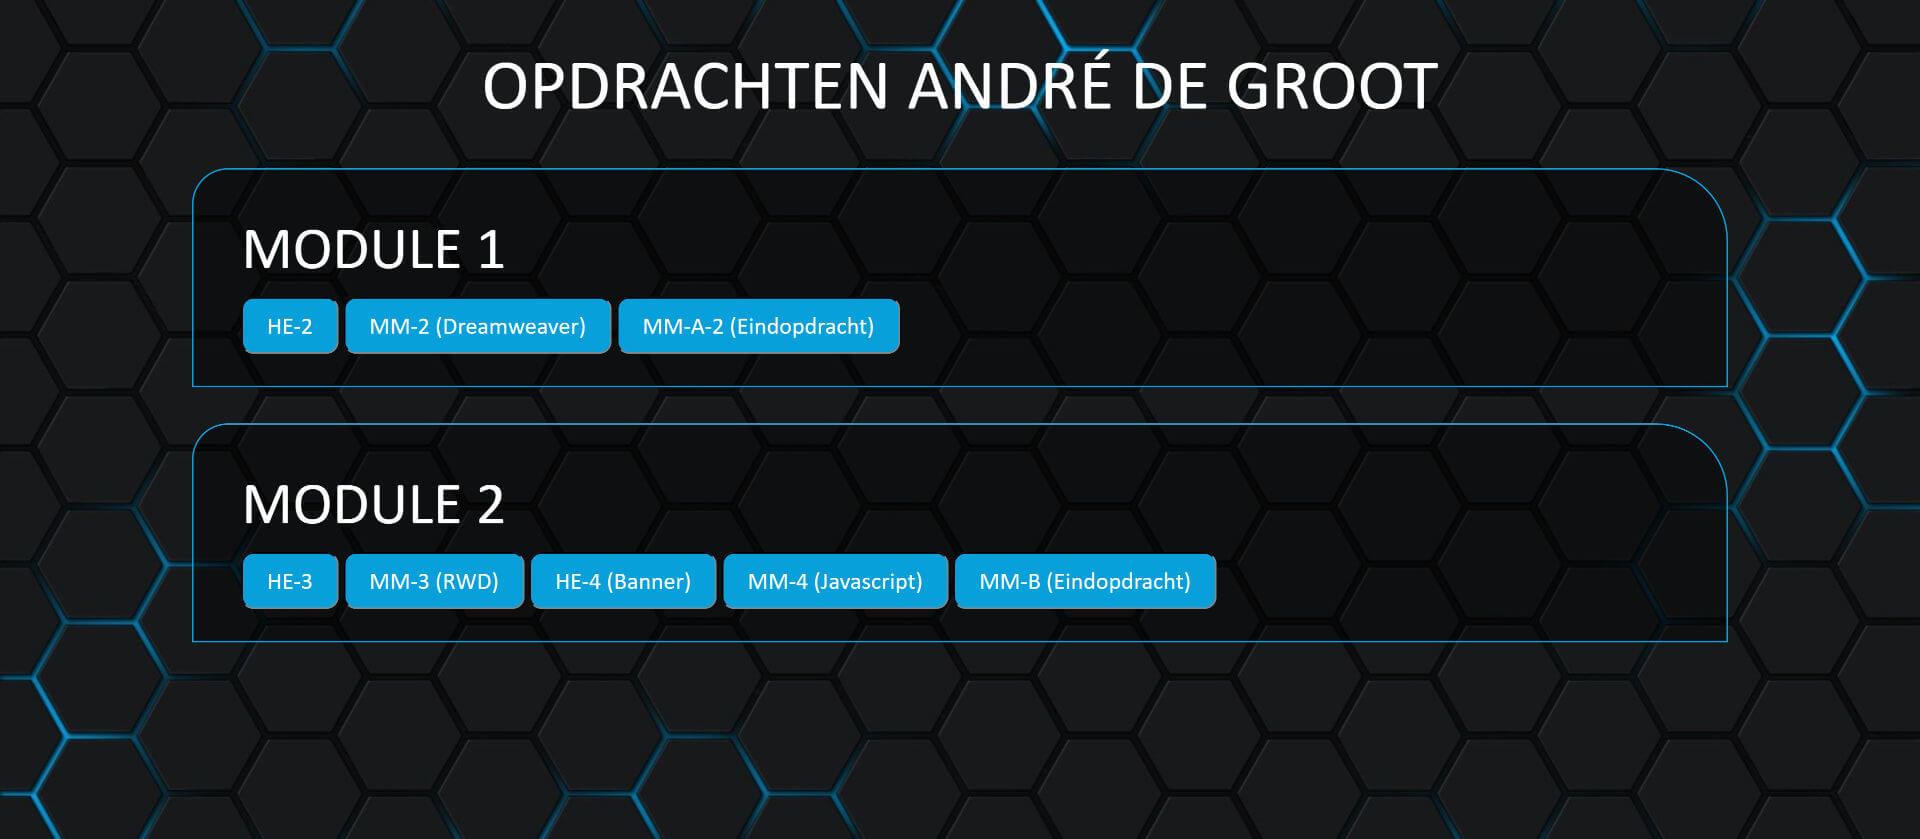 OPDRACHTEN ANDRÉ DE GROOT
MODULE 1
HE-2 MM-2 (Dreamweaver) MM-A-2 (Eindopdracht)
MODULE 2
HE-3 MM-3 (RWD) HE-4 (Banner) MM-4 (Javascript) MM-B (Eindopdracht)